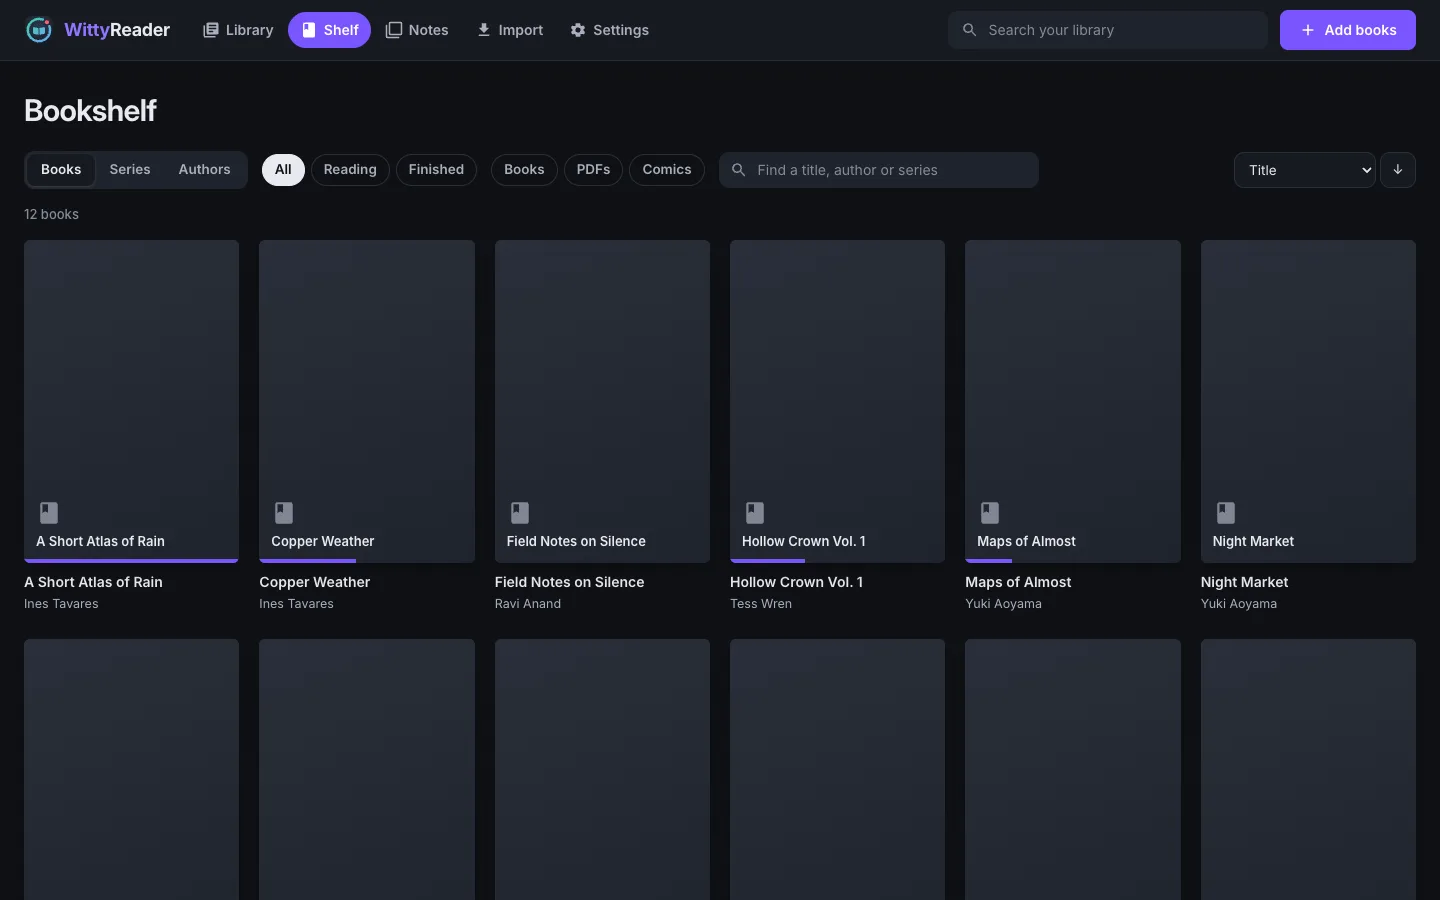 WittyReader Library Shelf Notes Import Settings Search your library Add books
Bookshelf
Books Series Authors All Reading Finished Books PDFs Comics Find a title, author or series Title
12 books
A Short Atlas of Rain Copper Weather Field Notes on Silence Hollow Crown Vol. 1 Maps of Almost Night Market
A Short Atlas of Rain Copper Weather Field Notes on Silence Hollow Crown Vol. 1 Maps of Almost Night Market
Ines Tavares Ines Tavares Ravi Anand Tess Wren Yuki Aoyama Yuki Aoyama